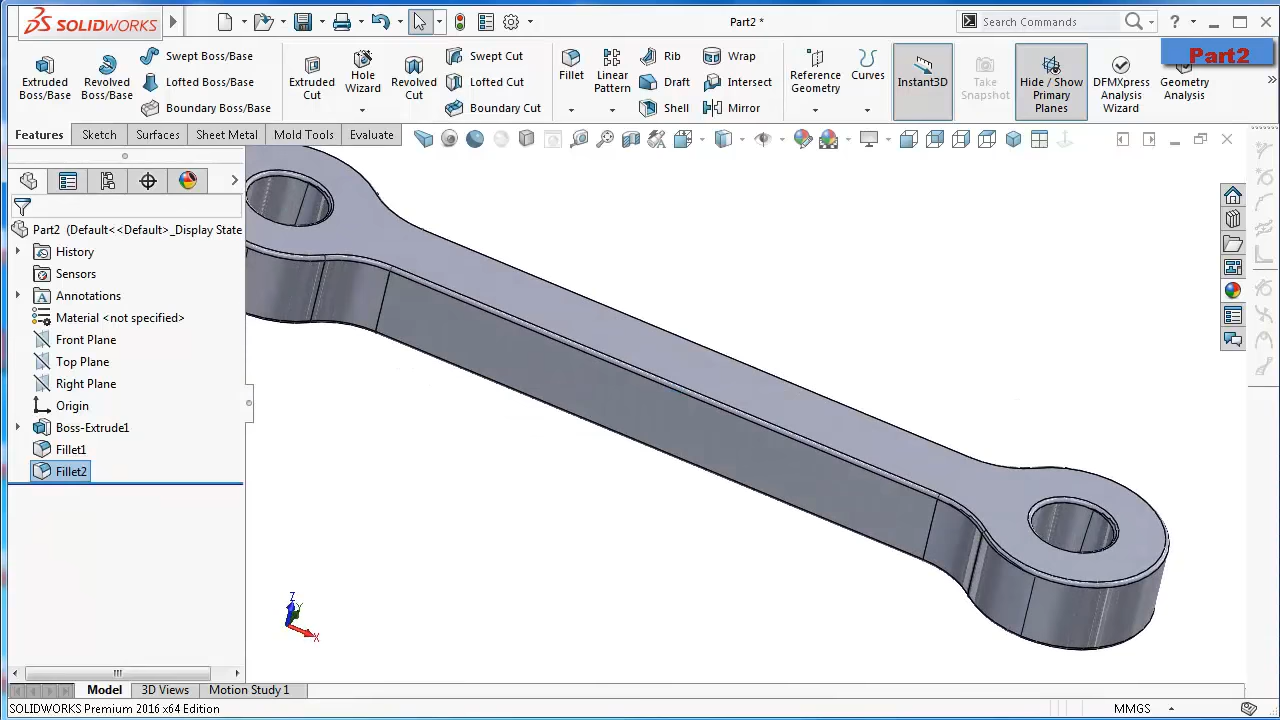 SOLIDWORKS
Part2 *
Search Commands
?
Part2
Extruded
Boss/Base
Revolved
Boss/Base
Swept Boss/Base
Lofted Boss/Base
Boundary Boss/Base
Extruded
Cut
Hole
Wizard
Revolved
Cut
Swept Cut
Lofted Cut
Boundary Cut
Fillet
Linear
Pattern
Rib
Draft
Shell
Wrap
Intersect
Mirror
Reference
Geometry
Curves
Instant3D
Take
Snapshot
Hide / Show
Primary
Planes
DFMXpress
Analysis
Wizard
Geometry
Analysis
Features
Sketch
Surfaces
Sheet Metal
Mold Tools
Evaluate
Part2 (Default<<Default>_Display State
History
Sensors
Annotations
Material <not specified>
Front Plane
Top Plane
Right Plane
Origin
Boss-Extrude1
Fillet1
Fillet2
Z
Y
X
Model
3D Views
Motion Study 1
SOLIDWORKS Premium 2016 x64 Edition
MMGS